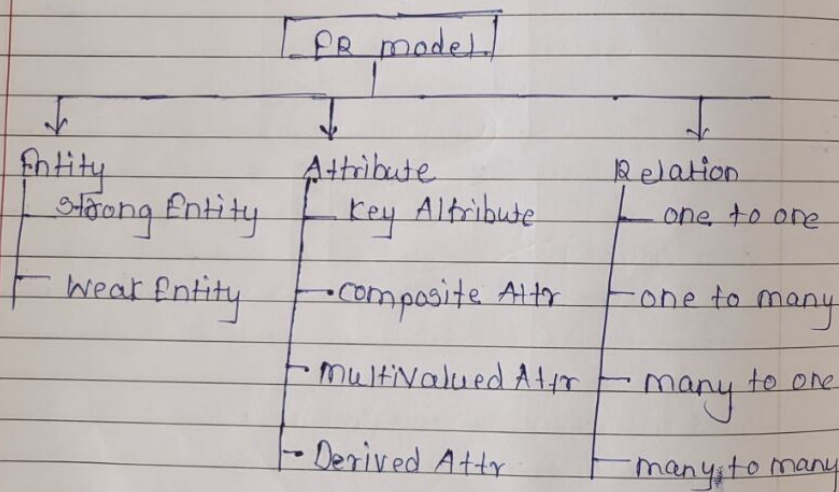 ER model.
Entity
Strong Entity
Weak Entity
Attribute
Key Attribute
Composite Attr
Multivalued Attr
Derived Attr
Relation
one to one
one to many
many to one
many to many